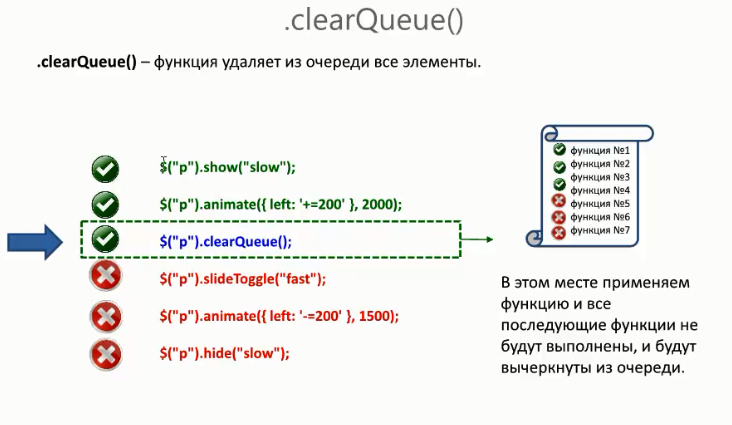 .clearQueue()
.clearQueue() – функция удаляет из очереди все элементы.
$("p").show("slow");
$("p").animate({ left: '+=200' }, 2000);
$("p").clearQueue();
$("p").slideToggle("fast");
$("p").animate({ left: '-=200' }, 1500);
$("p").hide("slow");
функция №1
функция №2
функция №3
функция №4
функция №5
функция №6
функция №7
В этом месте применяем
функцию и все
последующие функции не
будут выполнены, и будут
вычеркнуты из очереди.